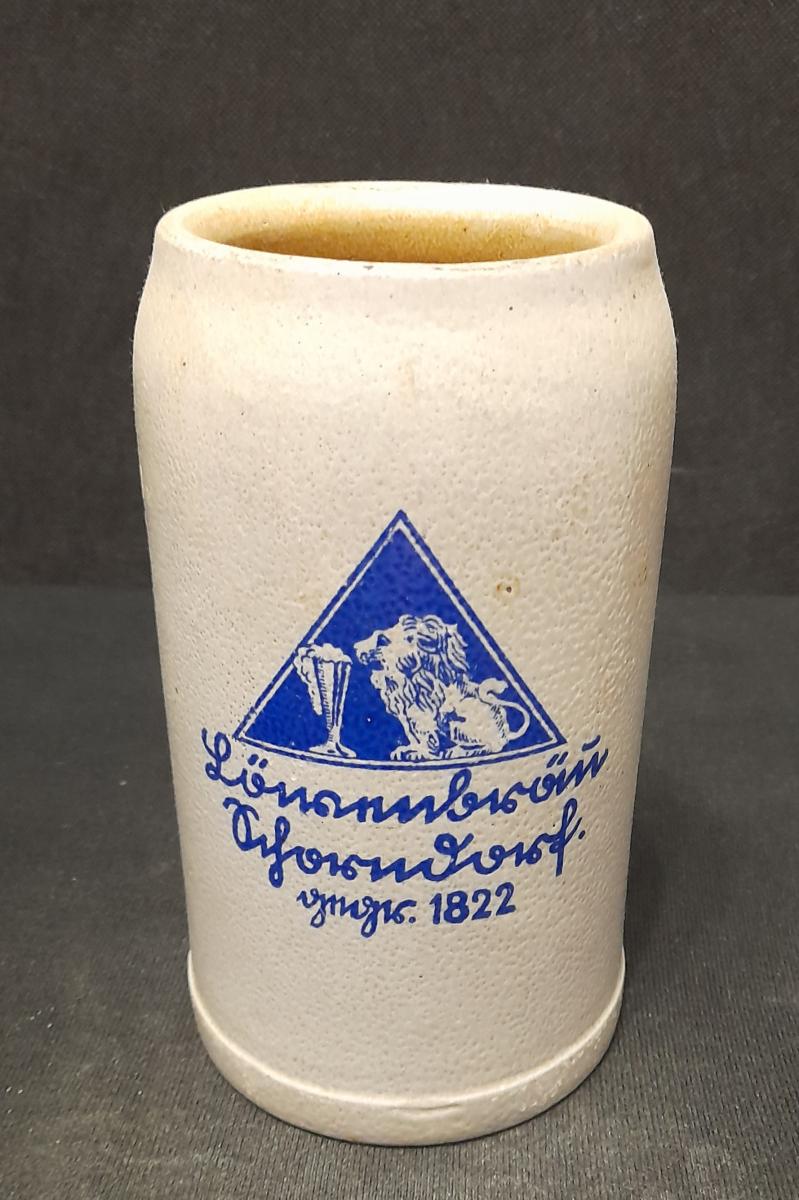 Löwenbräu
Schorndorf.
gegr. 1822